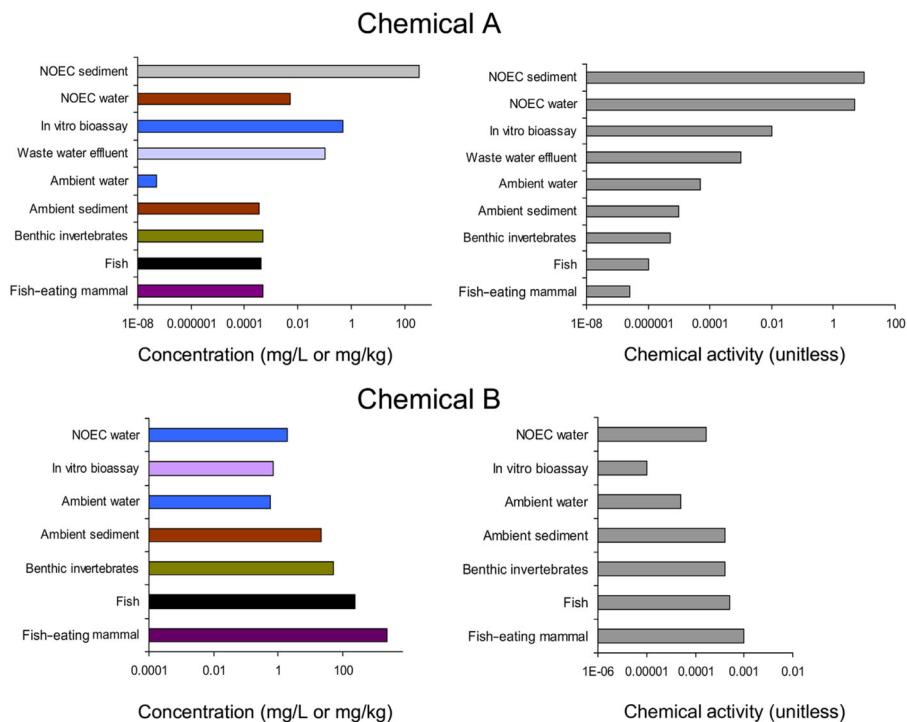 Chemical A
NOEC sediment
NOEC water
In vitro bioassay
Waste water effluent
Ambient water
Ambient sediment
Benthic invertebrates
Fish
Fish-eating mammal
1E-08 0.000001 0.0001 0.01 1 100
Concentration (mg/L or mg/kg)
NOEC sediment
NOEC water
In vitro bioassay
Waste water effluent
Ambient water
Ambient sediment
Benthic invertebrates
Fish
Fish-eating mammal
1E-08 0.000001 0.0001 0.01 1 100
Chemical activity (unitless)
Chemical B
NOEC water
In vitro bioassay
Ambient water
Ambient sediment
Benthic invertebrates
Fish
Fish-eating mammal
0.0001 0.01 1 100
Concentration (mg/L or mg/kg)
NOEC water
In vitro bioassay
Ambient water
Ambient sediment
Benthic invertebrates
Fish
Fish-eating mammal
1E-06 0.00001 0.0001 0.001 0.01
Chemical activity (unitless)